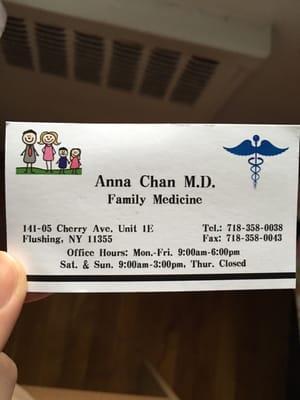 Anna Chan M.D.
Family Medicine
141-05 Cherry Ave, Unit 1E Tel.: 718-358-0038
Flushing, NY 11355 Fax: 718-358-0043
Office Hours: Mon.-Fri. 9:00am-6:00pm
Sat. & Sun. 9:00am-3:00pm, Thur. Closed